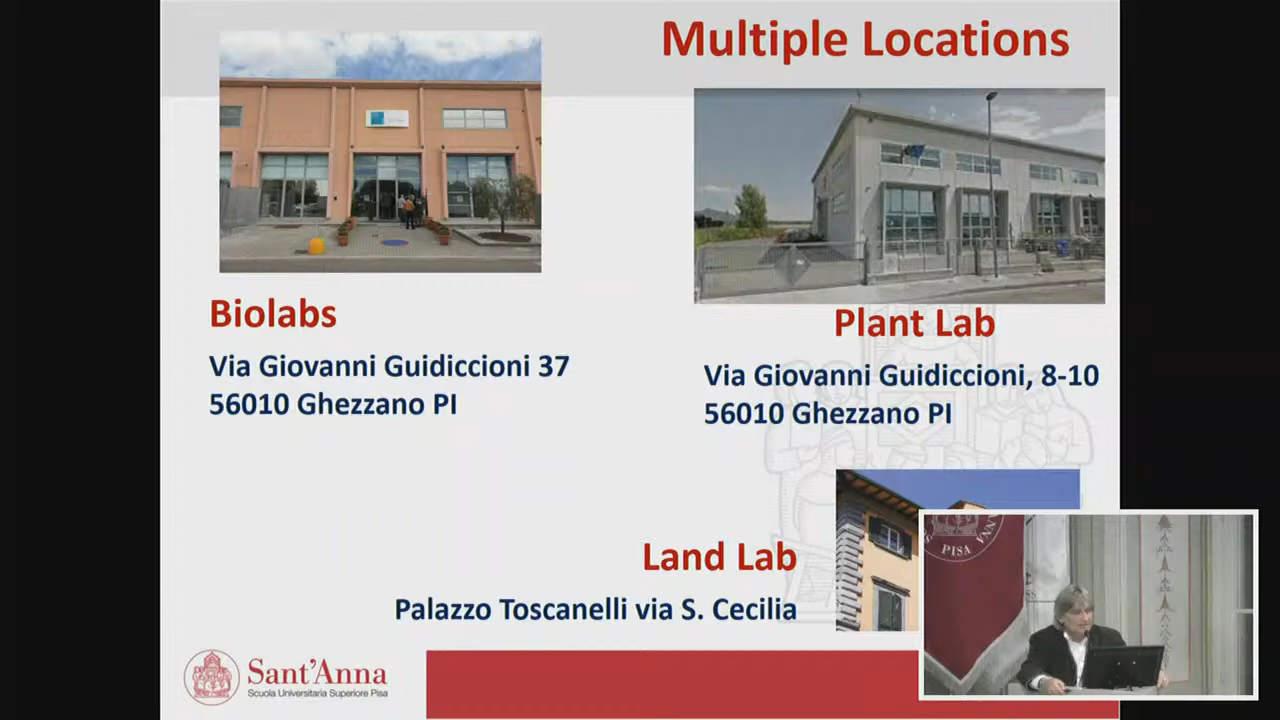 Multiple Locations
Biolabs
Via Giovanni Guidiccioni 37
56010 Ghezzano PI
Plant Lab
Via Giovanni Guidiccioni, 8-10
56010 Ghezzano PI
Land Lab
Palazzo Toscanelli via S. Cecilia
Sant'Anna
Scuola Universitaria Superiore Pisa
ANNA
PISA